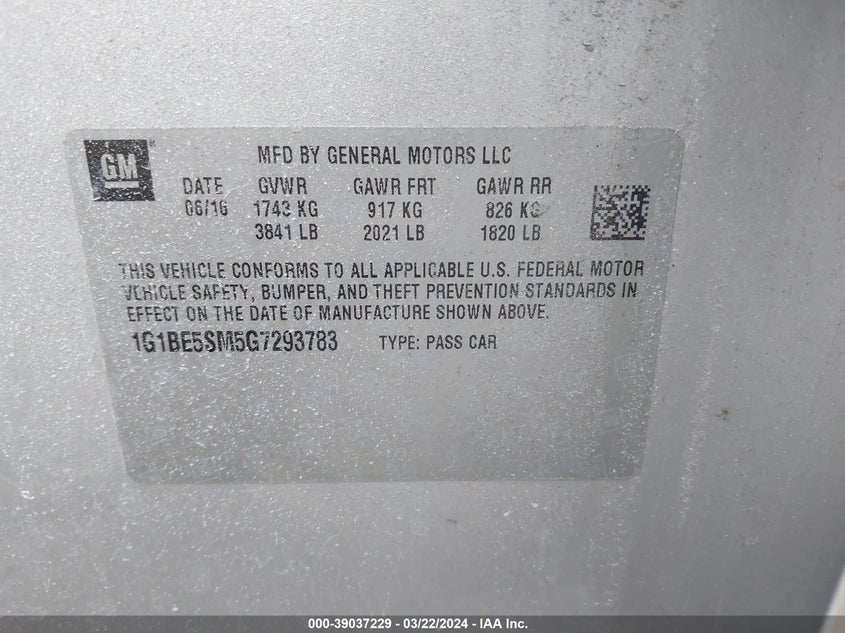 GM
MFD BY GENERAL MOTORS LLC
DATE GVWR GAWR FRT GAWR RR
06/16 1743 KG 917 KG 826 KG
3841 LB 2021 LB 1820 LB
THIS VEHICLE CONFORMS TO ALL APPLICABLE U.S. FEDERAL MOTOR
VEHICLE SAFETY, BUMPER, AND THEFT PREVENTION STANDARDS IN
EFFECT ON THE DATE OF MANUFACTURE SHOWN ABOVE.
1G1BE5SM5G7293783 TYPE: PASS CAR
000-39037229 - 03/22/2024 - IAA Inc.